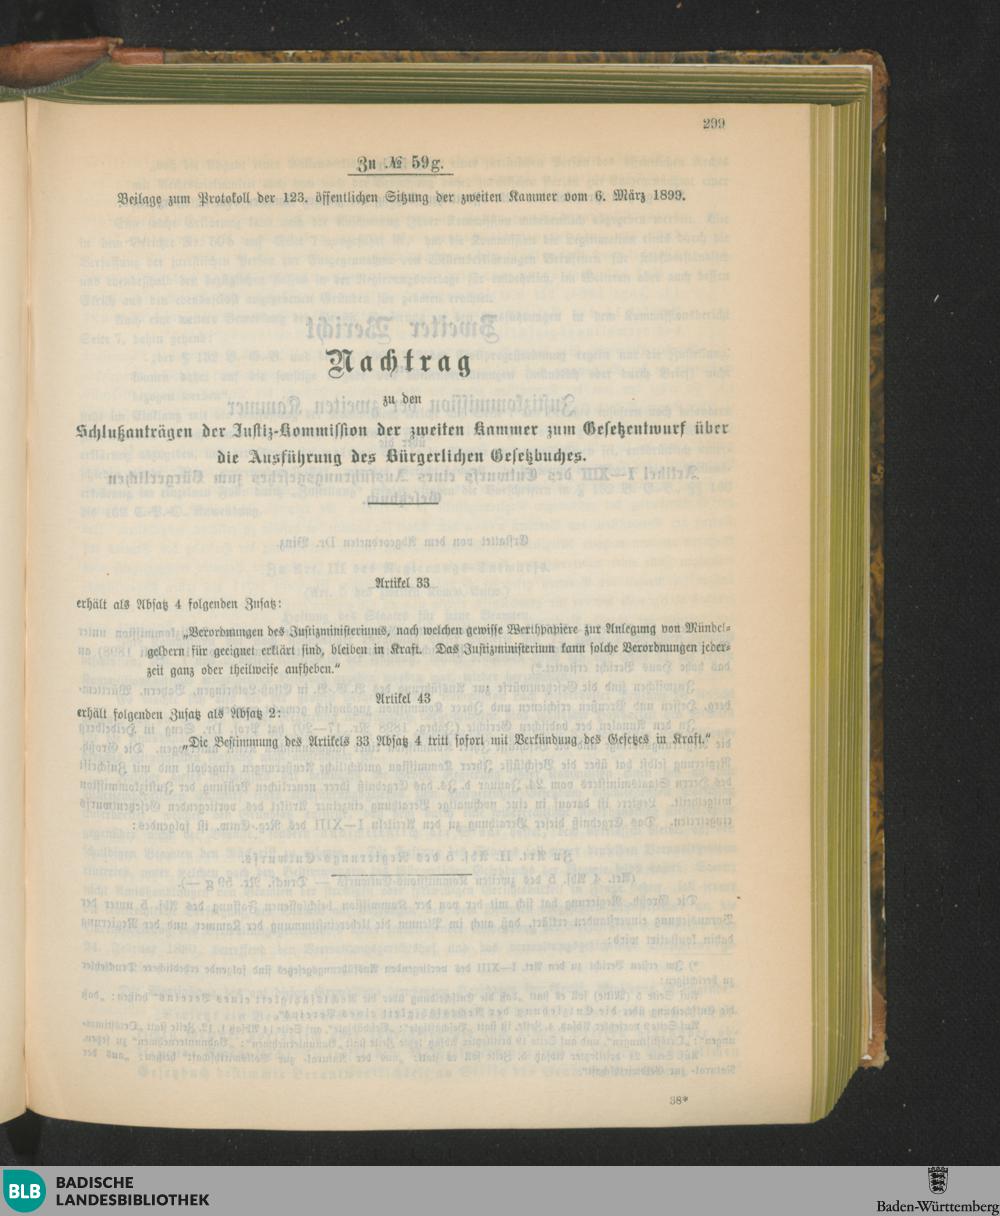 299
Zu № 59g.
Beilage zum Protokoll der 123. öffentlichen Sitzung der zweiten Kammer vom 6. März 1899.
Nachtrag
zu den
Schlußanträgen der Justiz-Kommission der zweiten Kammer zum Gesetzentwurf über
die Ausführung des Bürgerlichen Gesetzbuches.
Artikel 33
erhält als Absatz 4 folgenden Zusatz:
„Verordnungen des Justizministeriums, nach welchen gewisse Werthpapiere zur Anlegung von Mündel-
geldern für geeignet erklärt sind, bleiben in Kraft. Das Justizministerium kann solche Verordnungen jeder-
zeit ganz oder theilweise aufheben.“
Artikel 43
erhält folgenden Zusatz als Absatz 2:
„Die Bestimmung des Artikels 33 Absatz 4 tritt sofort mit Verkündung des Gesetzes in Kraft.“
38*
BLB BADISCHE
LANDESBIBLIOTHEK
Baden-Württemberg